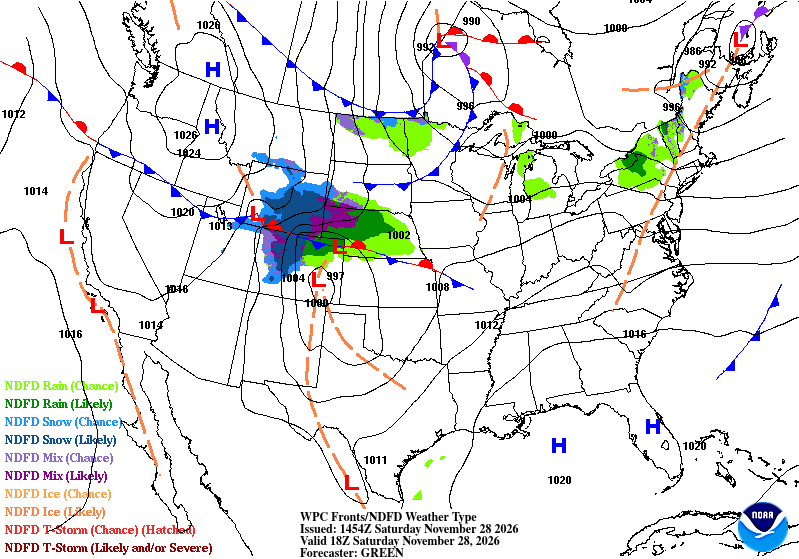 1026
990
1004
1000
992
986
992
986
H
L
L
996
996
1012
H
1026
1024
1000
1014
1020
1004
L
1013
L
1002
L
L
997
1004
L
1008
1016
1000
L
1016
1014
1012
1016
NDFD Rain (Chance)
NDFD Rain (Likely)
NDFD Snow (Chance)
NDFD Snow (Likely)
NDFD Mix (Chance)
NDFD Mix (Likely)
NDFD Ice (Chance)
NDFD Ice (Likely)
NDFD T-Storm (Chance) (Hatched)
NDFD T-Storm (Likely and/or Severe)
H
H
1020
1011
1020
L
WPC Fronts/NDFD Weather Type
Issued: 1454Z Saturday November 28 2026
Valid 18Z Saturday November 28, 2026
Forecaster: GREEN
NOAA